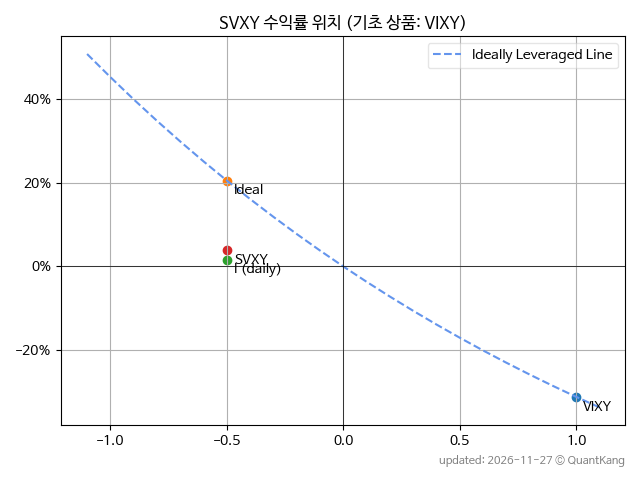 SVXY 수익률 위치 (기초 상품: VIXY)
Ideally Leveraged Line
40%
20%
0%
−20%
Ideal
SVXY
(daily)
VIXY
−1.0
−0.5
0.0
0.5
1.0
updated: 2026-11-27 © QuantKang